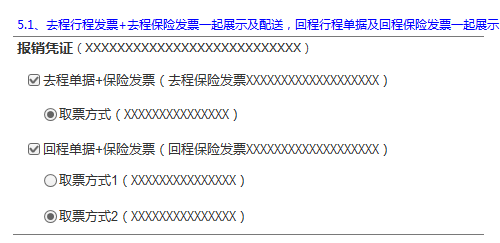 5.1、去程行程发票+去程保险发票一起展示及配送，回程行程单据及回程保险发票一起展示
报销凭证（XXXXXXXXXXXXXXXXXXXXXXXXXXX）
去程单据+保险发票（去程保险发票XXXXXXXXXXXXXXXXXXX）
取票方式（XXXXXXXXXXXXXXX）
回程单据+保险发票（回程保险发票XXXXXXXXXXXXXXXXXXX）
取票方式1（XXXXXXXXXXXXXXX）
取票方式2（XXXXXXXXXXXXXXX）